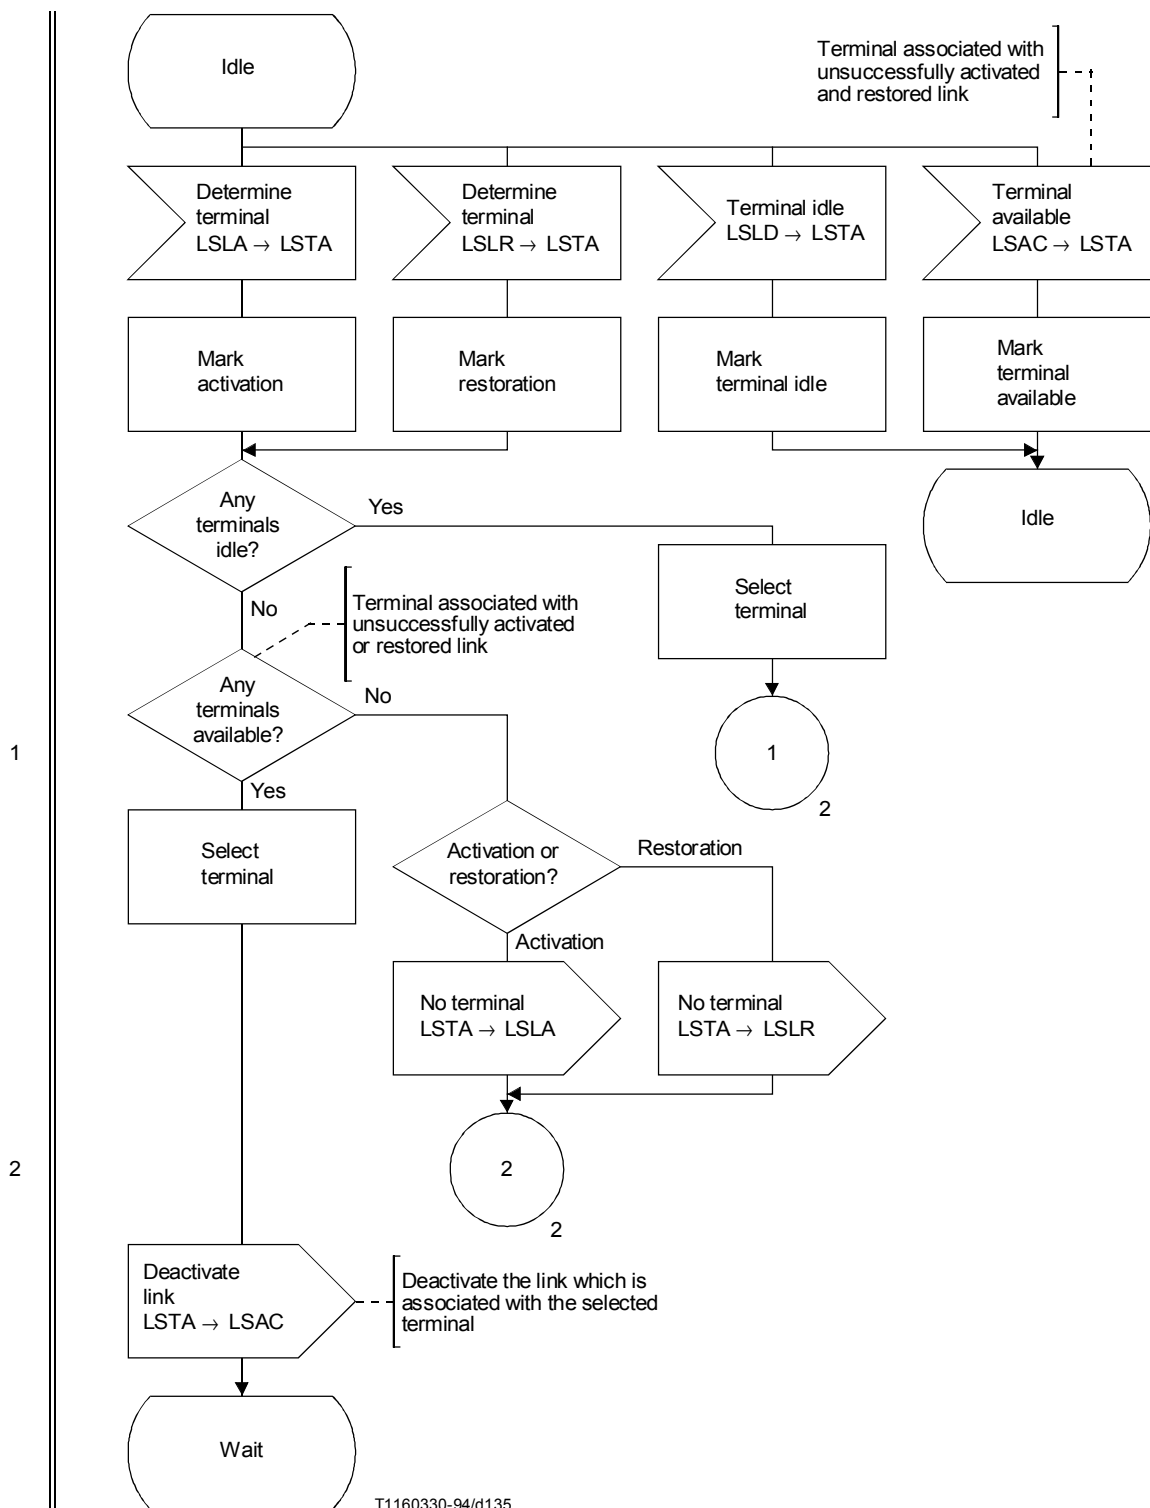 Idle
Terminal associated with
unsuccessfully activated
and restored link
Determine
terminal
LSLA → LSTA
Determine
terminal
LSLR → LSTA
Terminal idle
LSLD → LSTA
Terminal
available
LSAC → LSTA
Mark
activation
Mark
restoration
Mark
terminal idle
Mark
terminal
available
Any
terminals
idle?
Yes
Idle
No
Select
terminal
Terminal associated with
unsuccessfully activated
or restored link
Any
terminals
available?
No
1
1
2
Yes
Select
terminal
Activation or
restoration?
Restoration
Activation
No terminal
LSTA → LSLA
No terminal
LSTA → LSLR
2
2
2
Deactivate
link
LSTA → LSAC
Deactivate the link which is
associated with the selected
terminal
Wait
T1160330-94/d135